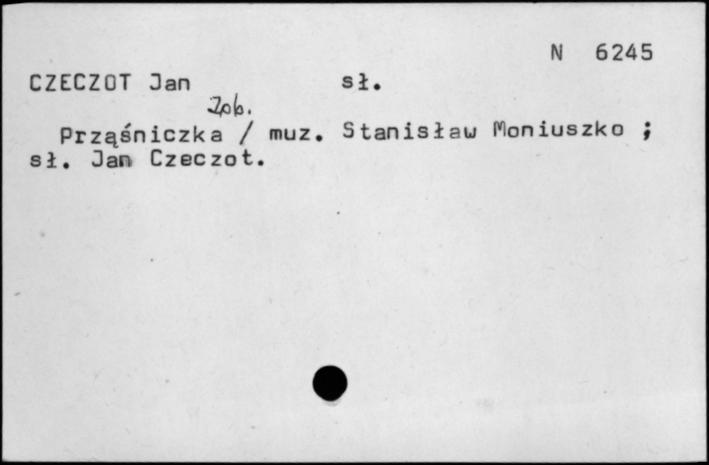 N 6245
CZECZOT Jan sł.
Zob.
Prząśniczka / muz. Stanisław Moniuszko ;
sł. Jan Czeczot.